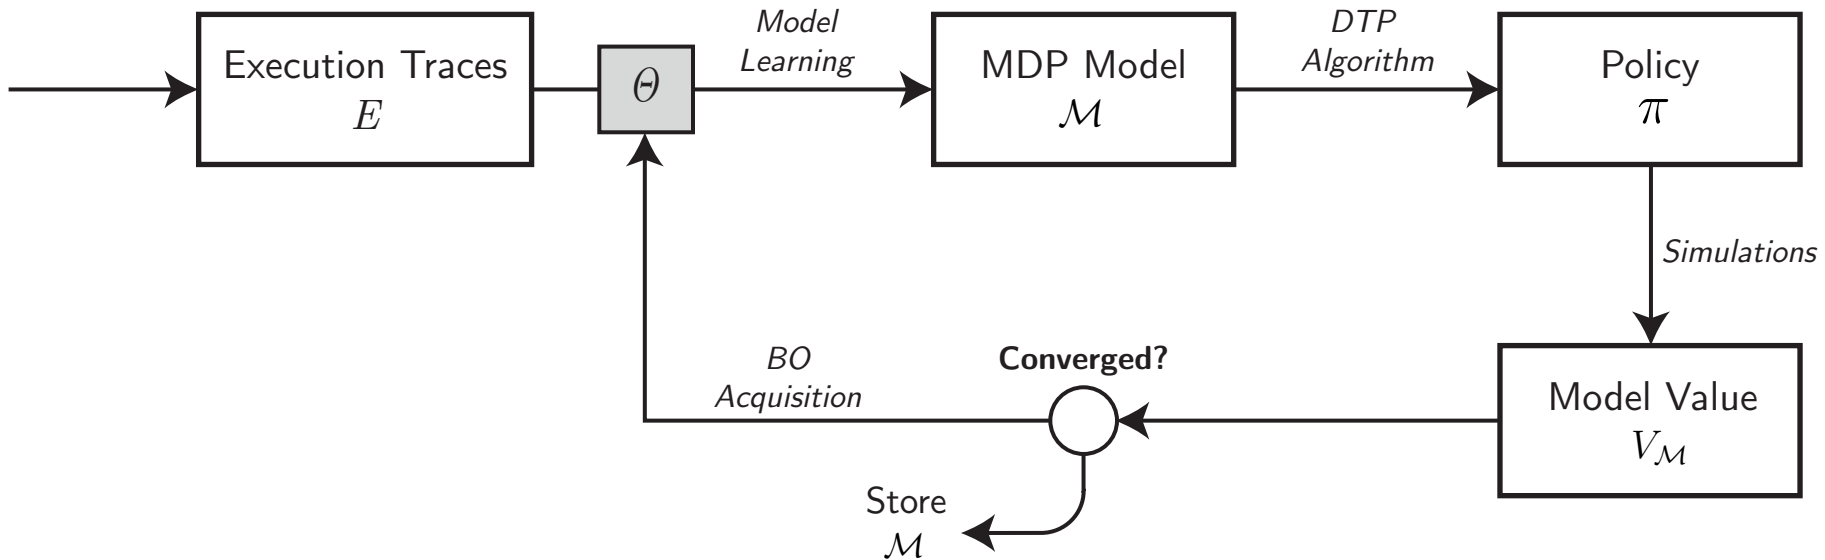 Execution Traces
E
Θ
Model
Learning
MDP Model
ℳ
DTP
Algorithm
Policy
π
Simulations
BO
Acquisition
Converged?
Model Value
V_ℳ
Store
ℳ